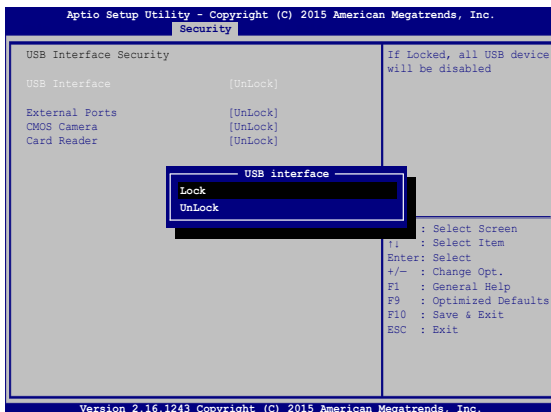 Aptio Setup Utility - Copyright (C) 2015 American Megatrends, Inc.
Security
USB Interface Security
USB Interface [UnLock]
External Ports [UnLock]
CMOS Camera [UnLock]
Card Reader [UnLock]
If Locked, all USB device
will be disabled
USB interface
Lock
UnLock
: Select Screen
↑↓ : Select Item
Enter: Select
+/— : Change Opt.
F1 : General Help
F9 : Optimized Defaults
F10 : Save & Exit
ESC : Exit
Version 2.16.1243 Copyright (C) 2015 American Megatrends, Inc.